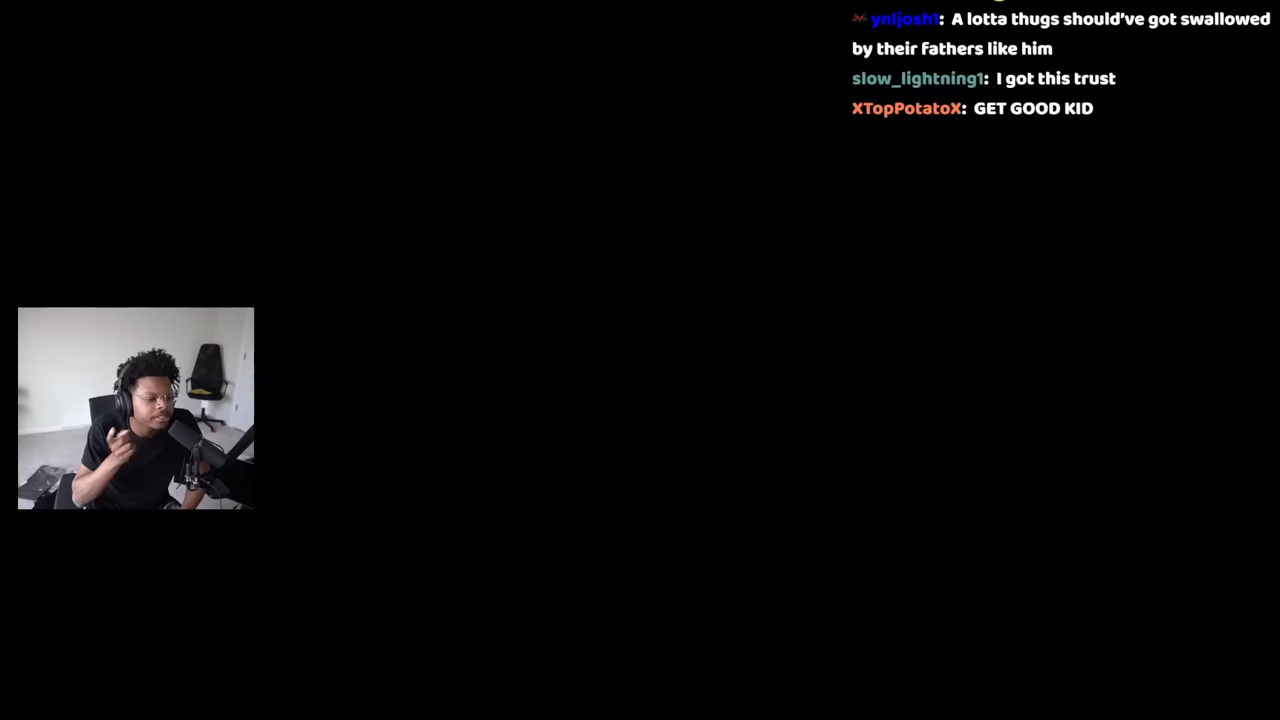 ynljosh1: A lotta thugs should've got swallowed
by their fathers like him
slow_lightning1: I got this trust
XTopPotatoX: GET GOOD KID